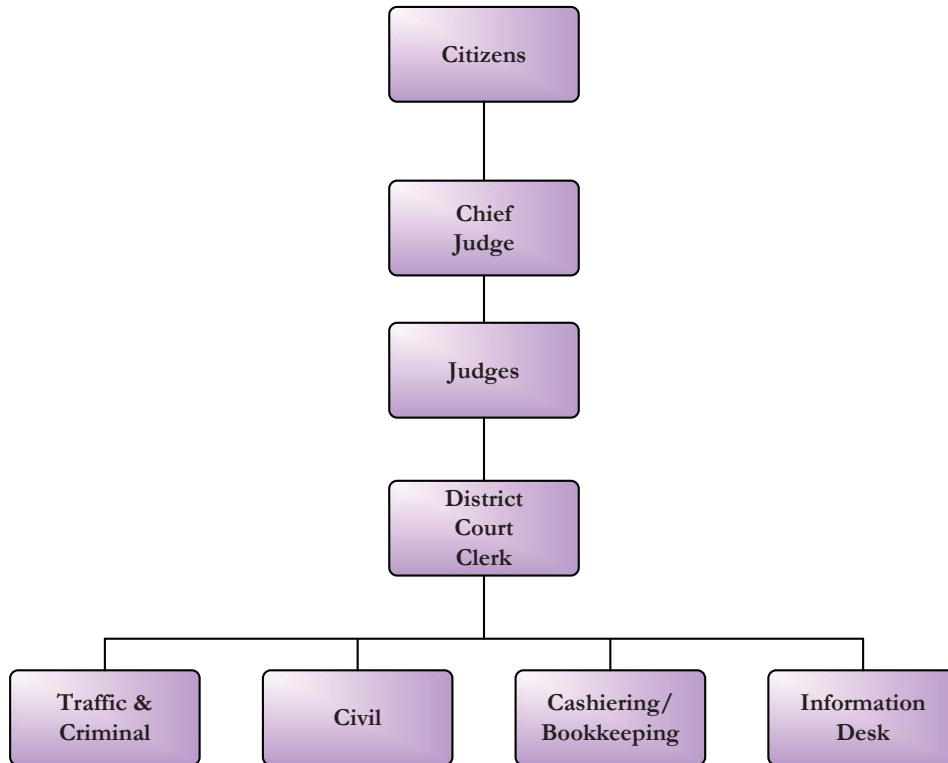 Citizens
Chief
Judge
Judges
District
Court
Clerk
Traffic &
Criminal
Civil
Cashiering/
Bookkeeping
Information
Desk